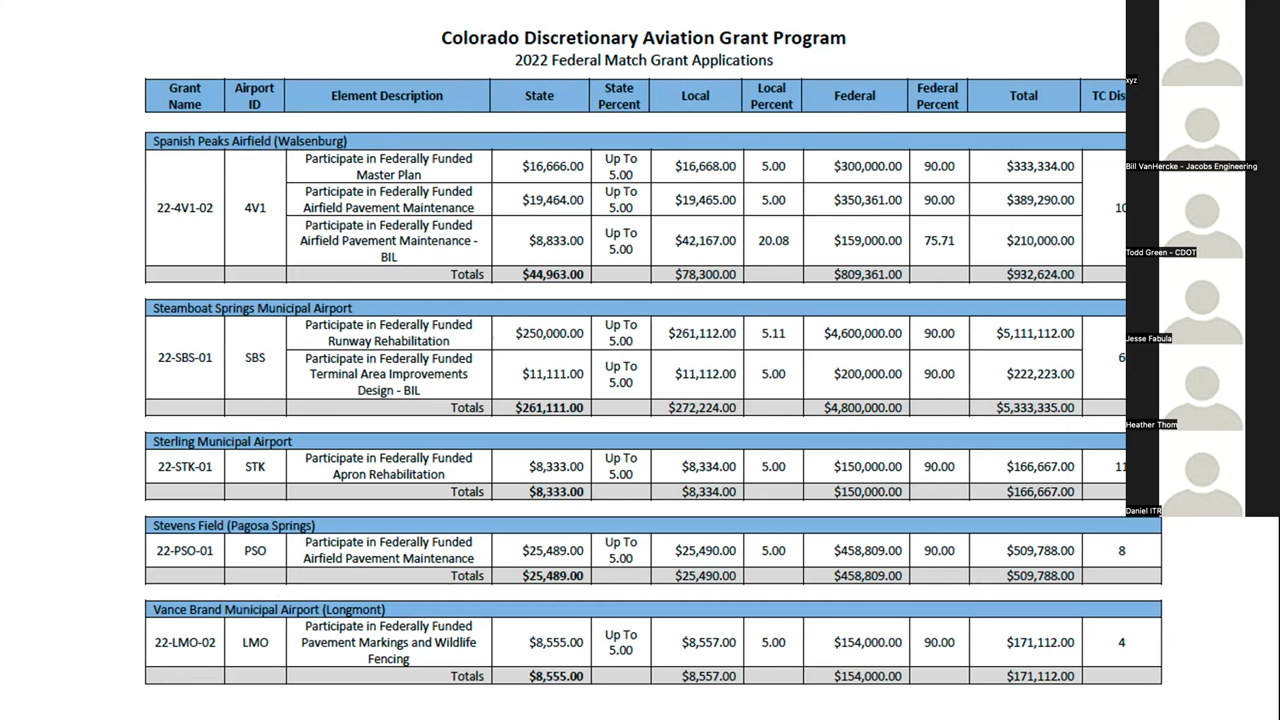 Colorado Discretionary Aviation Grant Program
2022 Federal Match Grant Applications
Grant Name Airport ID Element Description State State Percent Local Local Percent Federal Federal Percent Total TC Dis
Spanish Peaks Airfield (Walsenburg)
22-4V1-02 4V1
Participate in Federally Funded Master Plan $16,666.00 Up To 5.00 $16,668.00 5.00 $300,000.00 90.00 $333,334.00
Participate in Federally Funded Airfield Pavement Maintenance $19,464.00 Up To 5.00 $19,465.00 5.00 $350,361.00 90.00 $389,290.00 10
Participate in Federally Funded Airfield Pavement Maintenance - BIL $8,833.00 Up To 5.00 $42,167.00 20.08 $159,000.00 75.71 $210,000.00
Totals $44,963.00 $78,300.00 $809,361.00 $932,624.00
Steamboat Springs Municipal Airport
22-SBS-01 SBS
Participate in Federally Funded Runway Rehabilitation $250,000.00 Up To 5.00 $261,112.00 5.11 $4,600,000.00 90.00 $5,111,112.00 6
Participate in Federally Funded Terminal Area Improvements Design - BIL $11,111.00 Up To 5.00 $11,112.00 5.00 $200,000.00 90.00 $222,223.00
Totals $261,111.00 $272,224.00 $4,800,000.00 $5,333,335.00
Sterling Municipal Airport
22-STK-01 STK Participate in Federally Funded Apron Rehabilitation $8,333.00 Up To 5.00 $8,334.00 5.00 $150,000.00 90.00 $166,667.00 11
Totals $8,333.00 $8,334.00 $150,000.00 $166,667.00
Stevens Field (Pagosa Springs)
22-PSO-01 PSO Participate in Federally Funded Airfield Pavement Maintenance $25,489.00 Up To 5.00 $25,490.00 5.00 $458,809.00 90.00 $509,788.00 8
Totals $25,489.00 $25,490.00 $458,809.00 $509,788.00
Vance Brand Municipal Airport (Longmont)
22-LMO-02 LMO Participate in Federally Funded Pavement Markings and Wildlife Fencing $8,555.00 Up To 5.00 $8,557.00 5.00 $154,000.00 90.00 $171,112.00 4
Totals $8,555.00 $8,557.00 $154,000.00 $171,112.00
xyz
Bill VanHercke - Jacobs Engineering
Todd Green - CDOT
Jesse Fabula
Heather Thom
Daniel ITR